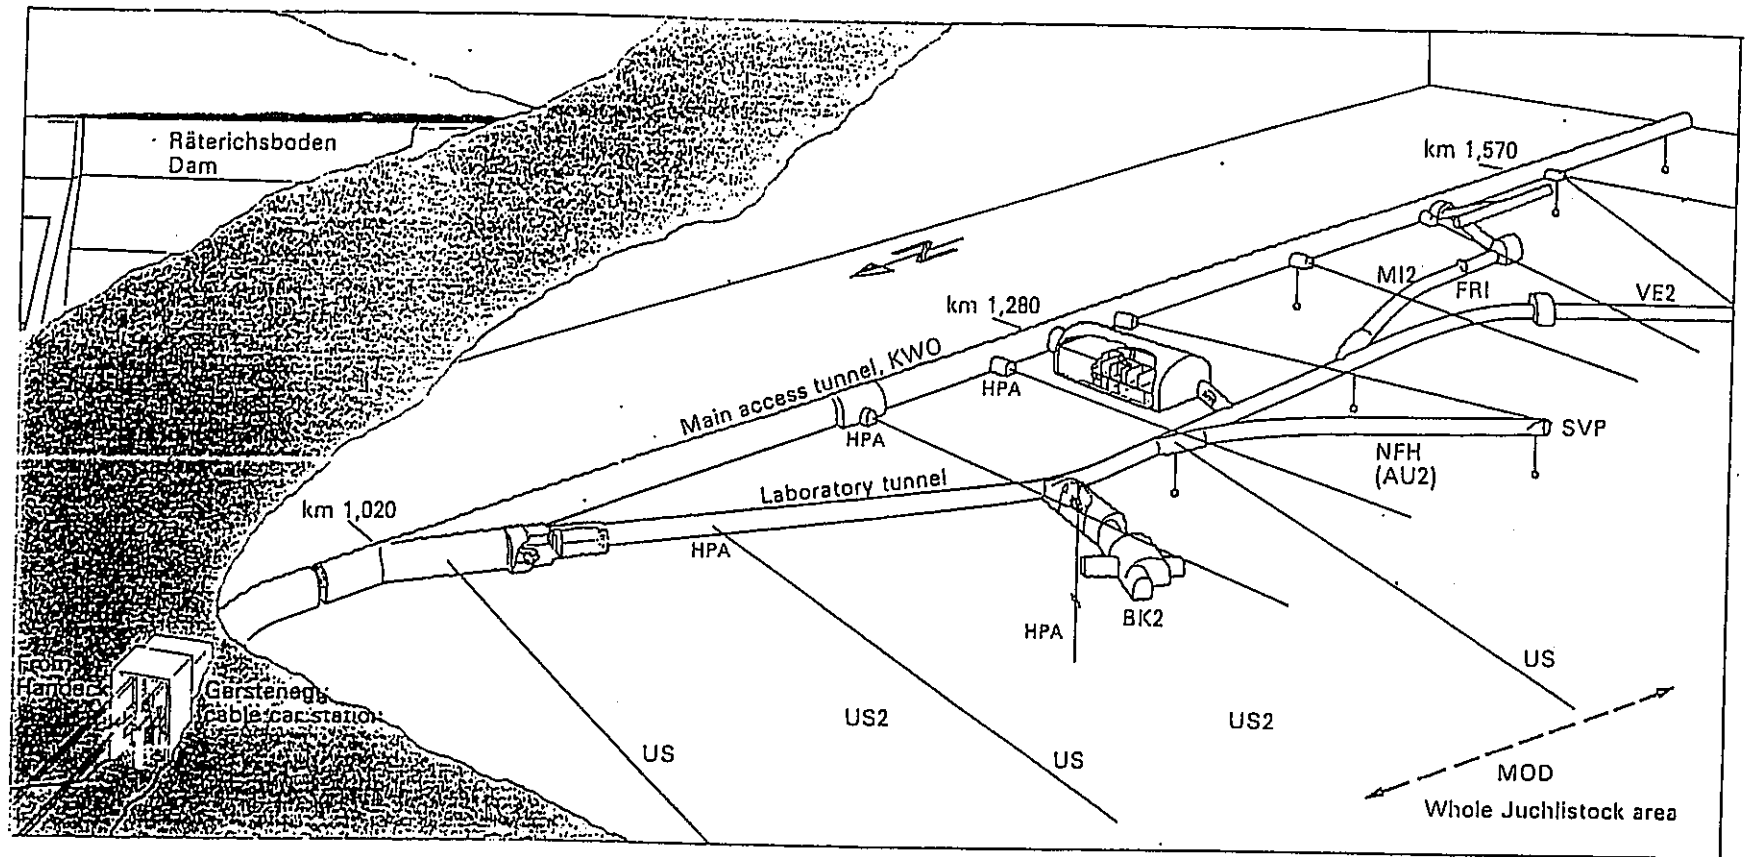 Räterichsboden
Dam
km 1,570
MI2
FRI
VE2
km 1,280
Main access tunnel, KWO
HPA
HPA
SVP
NFH
(AU2)
Laboratory tunnel
km 1,020
HPA
HPA
BK2
US
From
Handeck
Gerstenegg
cable car station
US2
US2
US
US
MOD
Whole Juchlistock area